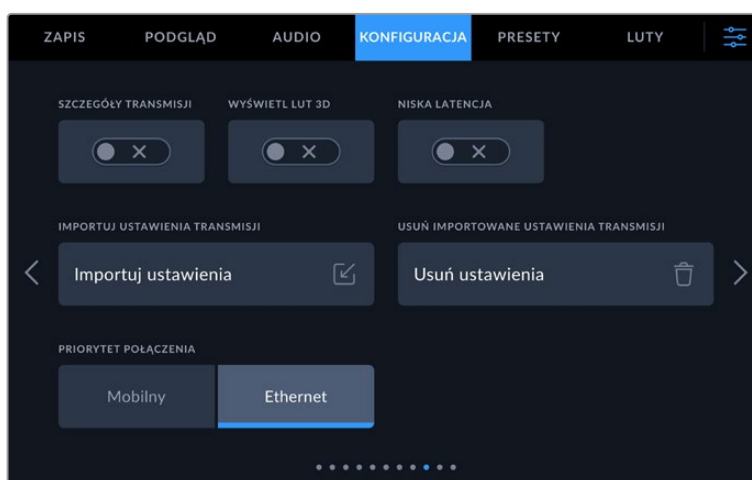 ZAPIS PODGLĄD AUDIO KONFIGURACJA PRESETY LUTY
SZCZEGÓŁY TRANSMISJI WYŚWIETL LUT 3D NISKA LATENCJA
IMPORTUJ USTAWIENIA TRANSMISJI USUŃ IMPORTOWANE USTAWIENIA TRANSMISJI
Importuj ustawienia Usuń ustawienia
PRIORYTET POŁĄCZENIA
Mobilny Ethernet